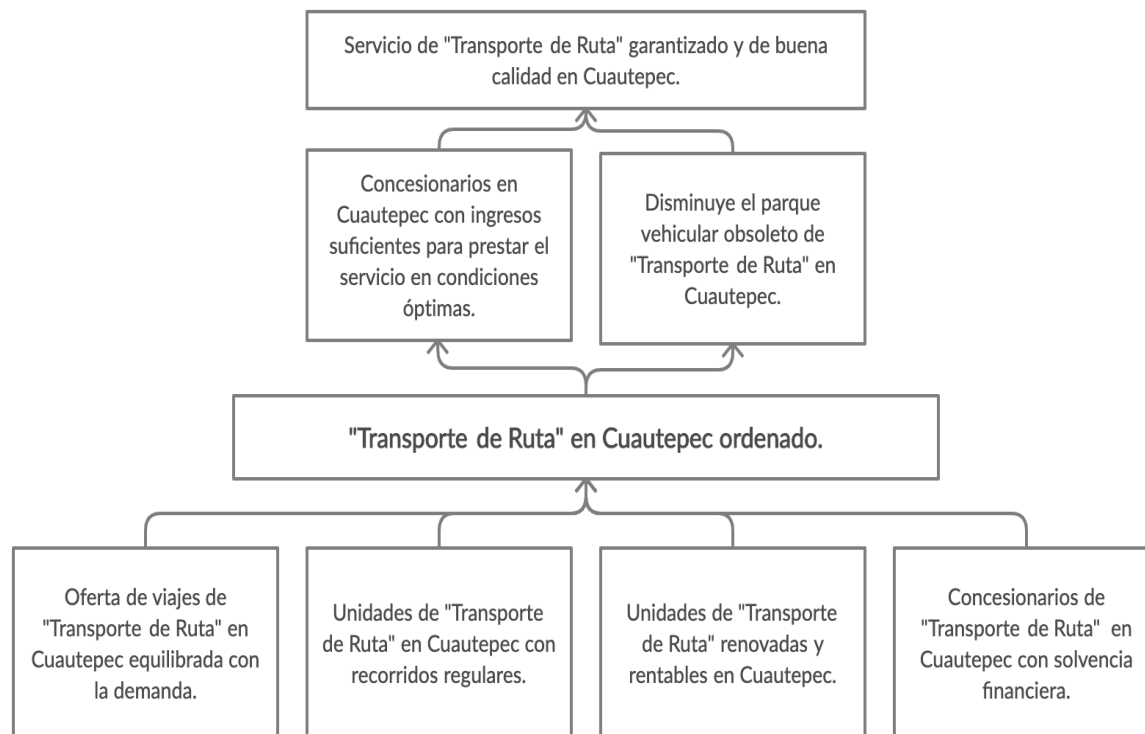 Servicio de "Transporte de Ruta" garantizado y de buena
calidad en Cuautepec.
Concesionarios en
Cuautepec con ingresos
suficientes para prestar el
servicio en condiciones
óptimas.
Disminuye el parque
vehicular obsoleto de
"Transporte de Ruta" en
Cuautepec.
"Transporte de Ruta" en Cuautepec ordenado.
Oferta de viajes de
"Transporte de Ruta" en
Cuautepec equilibrada con
la demanda.
Unidades de "Transporte
de Ruta" en Cuautepec con
recorridos regulares.
Unidades de "Transporte
de Ruta" renovadas y
rentables en Cuautepec.
Concesionarios de
"Transporte de Ruta" en
Cuautepec con solvencia
financiera.